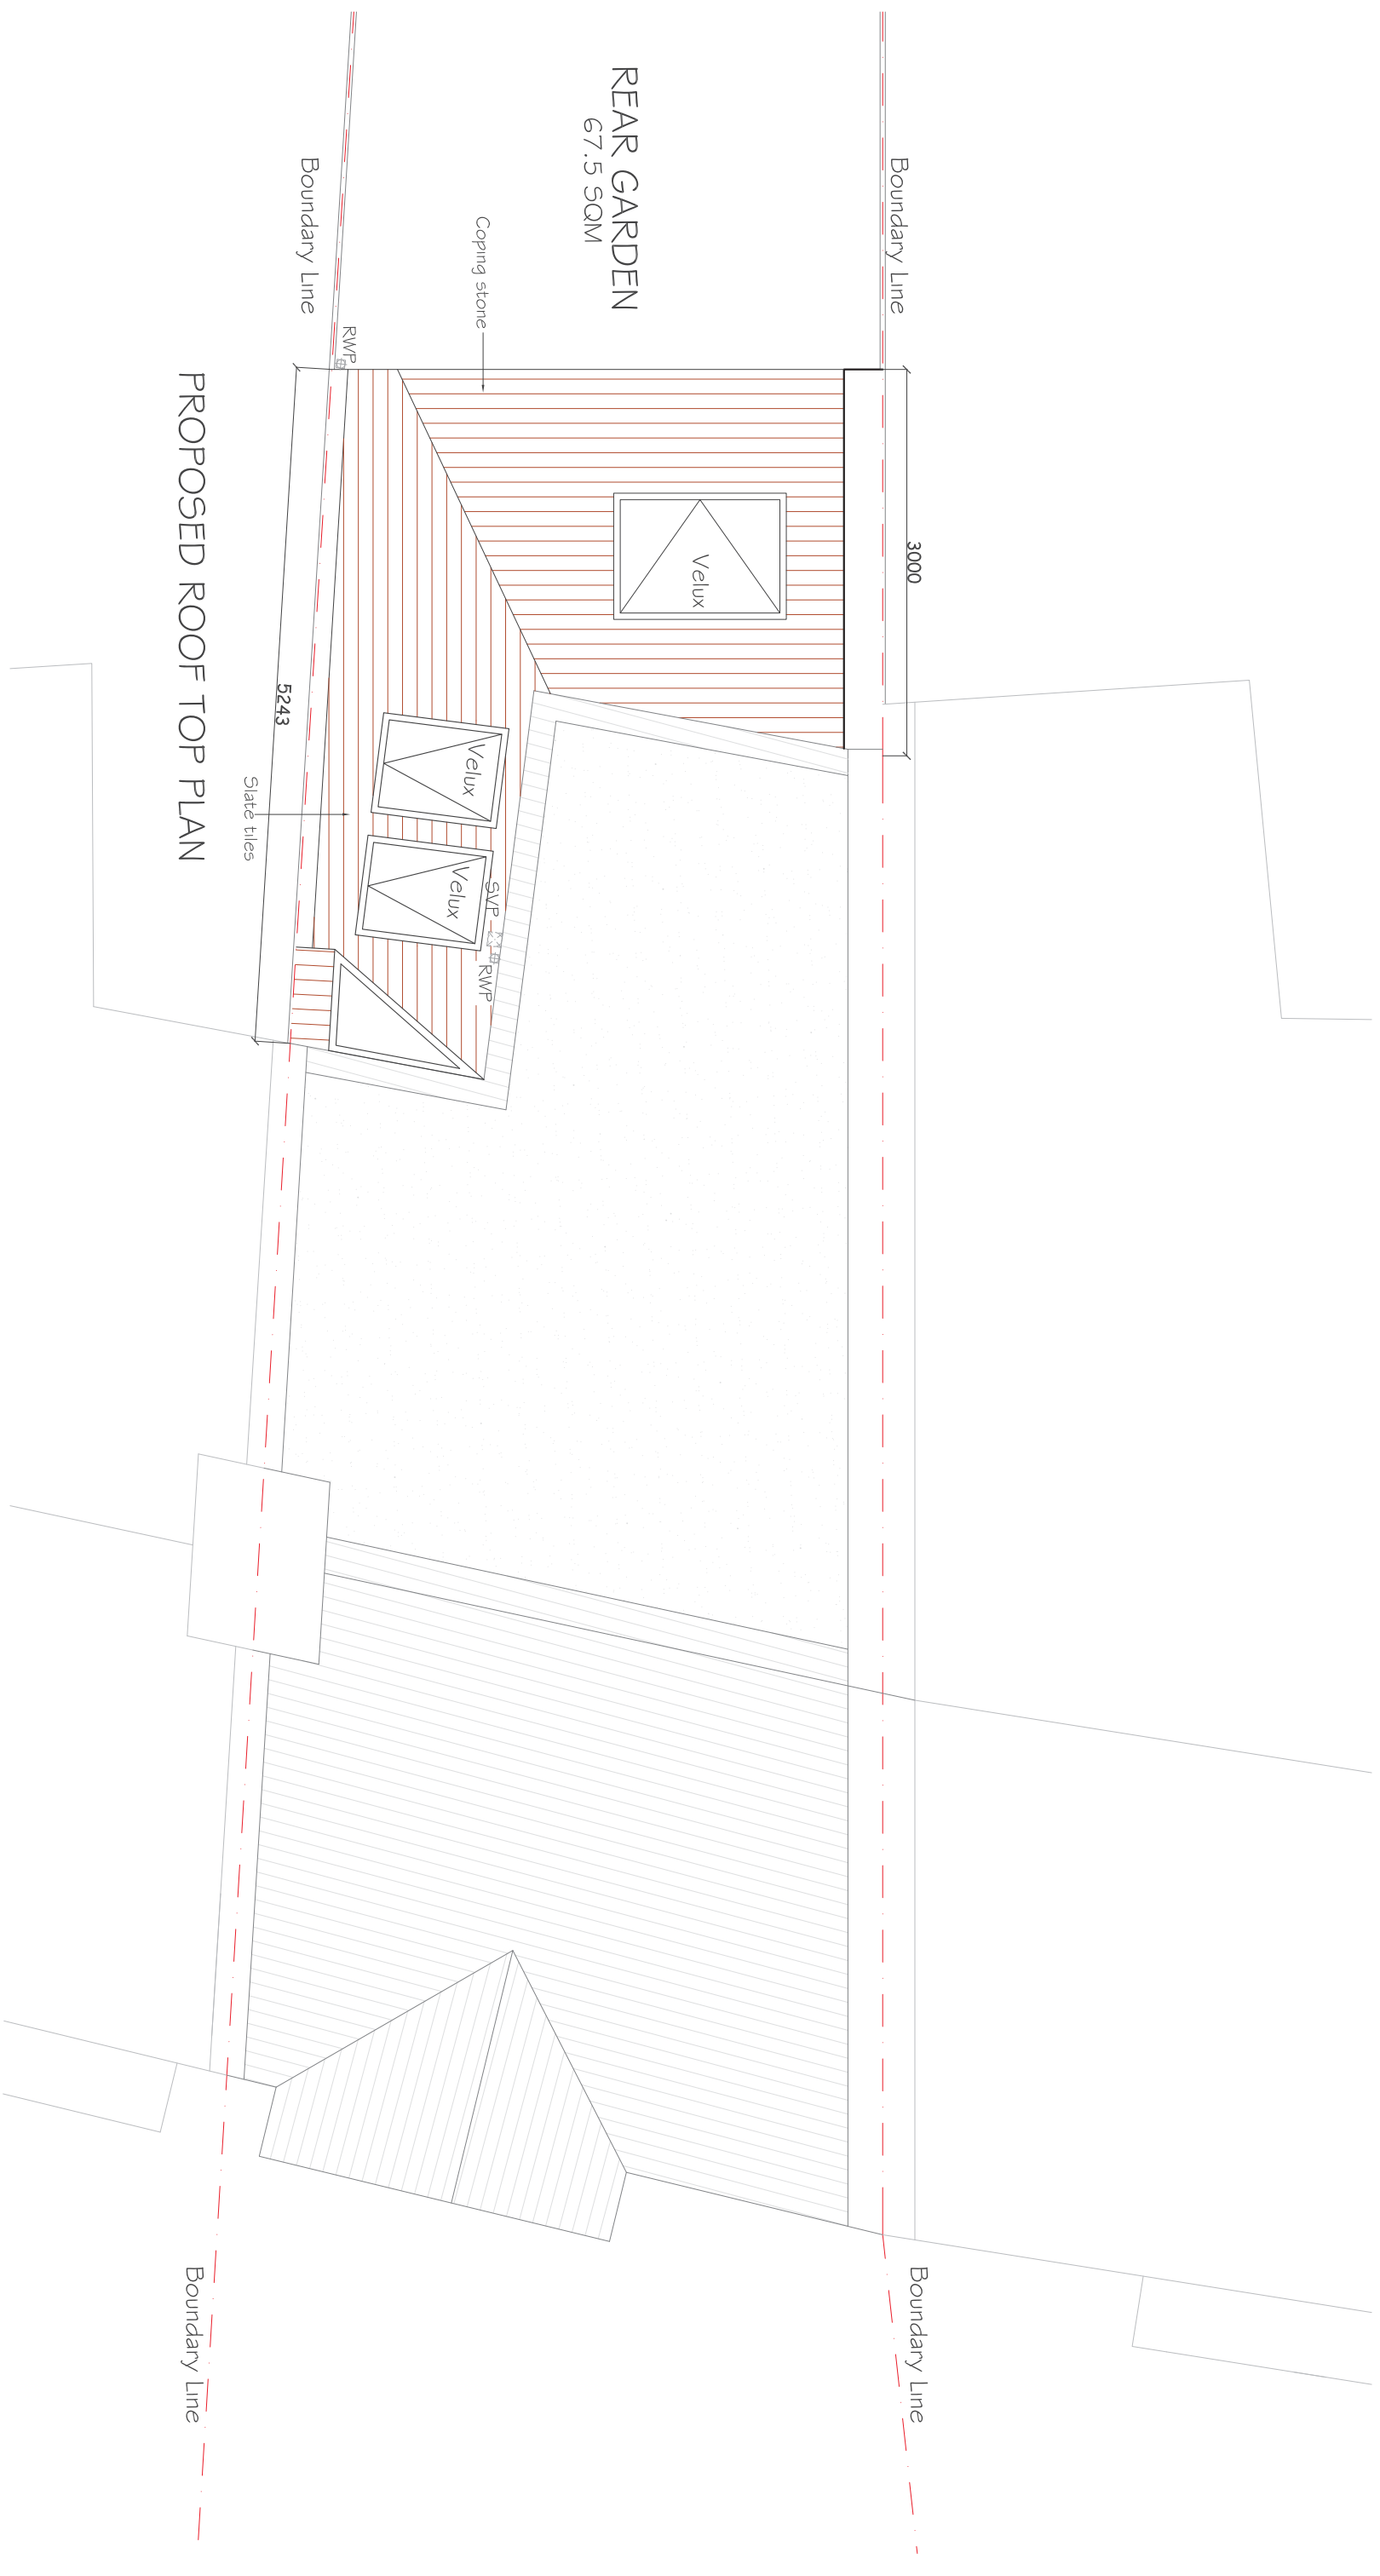 REAR GARDEN
67.5 SQM
Boundary Line
Boundary Line
Coping stone
RWP
3000
Velux
5243
Velux
Velux
SVP
RWP
Slate tiles
PROPOSED ROOF TOP PLAN
Boundary Line
Boundary Line